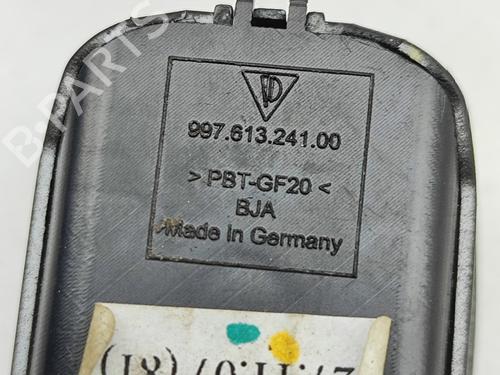 B-PARTS
997.613.241.00
> PBT-GF20 <
BJA
Made In Germany